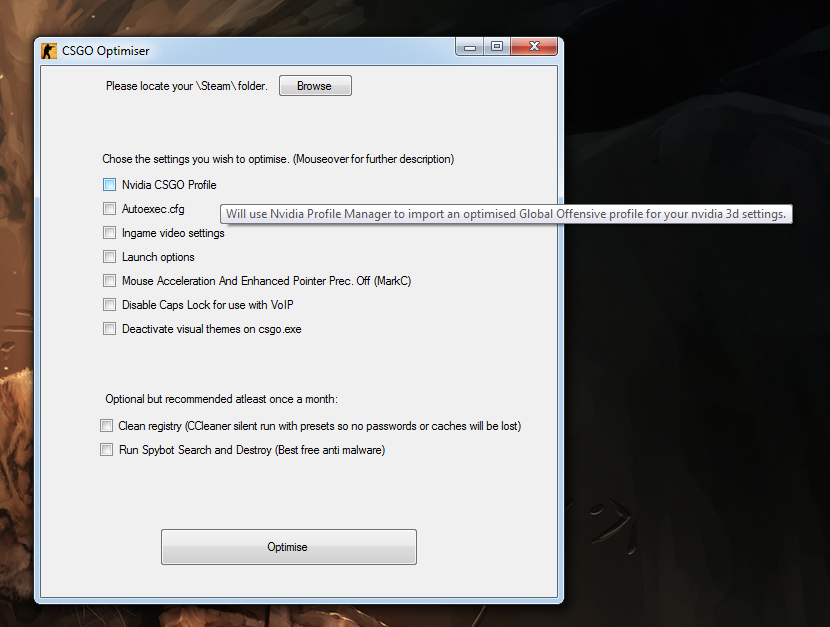 CSGO Optimiser
Please locate your \Steam\ folder.
Browse
Chose the settings you wish to optimise. (Mouseover for further description)
Nvidia CSGO Profile
Autoexec.cfg
Will use Nvidia Profile Manager to import an optimised Global Offensive profile for your nvidia 3d settings.
Ingame video settings
Launch options
Mouse Acceleration And Enhanced Pointer Prec. Off (MarkC)
Disable Caps Lock for use with VoIP
Deactivate visual themes on csgo.exe
Optional but recommended atleast once a month:
Clean registry (CCleaner silent run with presets so no passwords or caches will be lost)
Run Spybot Search and Destroy (Best free anti malware)
Optimise